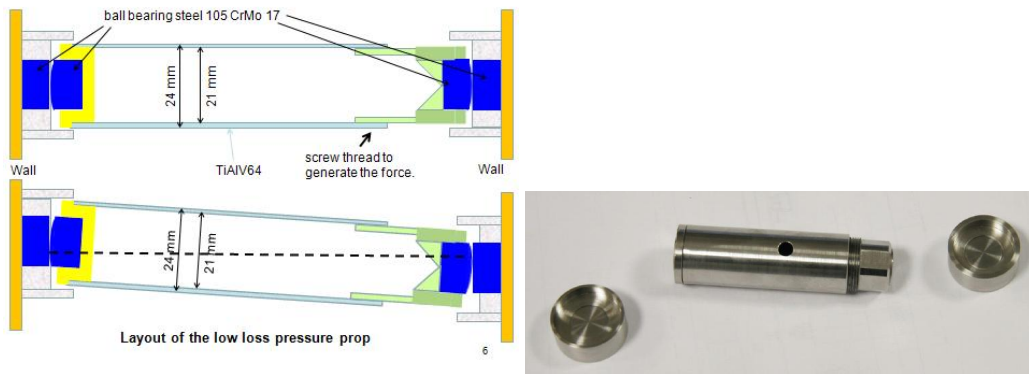 ball bearing steel 105 CrMo 17
24 mm
21 mm
screw thread to
generate the force.
Wall
TiAlV64
Wall
24 mm
21 mm
Layout of the low loss pressure prop
6